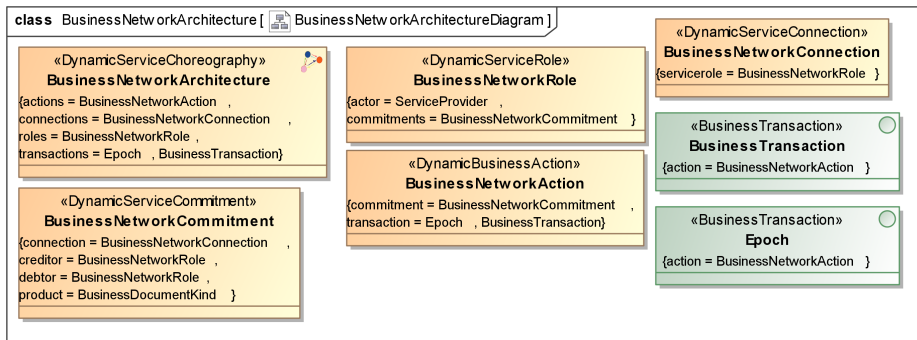 class BusinessNetworkArchitecture [ BusinessNetworkArchitectureDiagram ]
«DynamicServiceChoreography»
BusinessNetworkArchitecture
{actions = BusinessNetworkAction ,
connections = BusinessNetworkConnection ,
roles = BusinessNetworkRole ,
transactions = Epoch , BusinessTransaction}
«DynamicServiceCommitment»
BusinessNetworkCommitment
{connection = BusinessNetworkConnection ,
creditor = BusinessNetworkRole ,
debtor = BusinessNetworkRole ,
product = BusinessDocumentKind }
«DynamicServiceRole»
BusinessNetworkRole
{actor = ServiceProvider ,
commitments = BusinessNetworkCommitment }
«DynamicBusinessAction»
BusinessNetworkAction
{commitment = BusinessNetworkCommitment ,
transaction = Epoch , BusinessTransaction}
«DynamicServiceConnection»
BusinessNetworkConnection
{servicerole = BusinessNetworkRole }
«BusinessTransaction»
BusinessTransaction
{action = BusinessNetworkAction }
«BusinessTransaction»
Epoch
{action = BusinessNetworkAction }